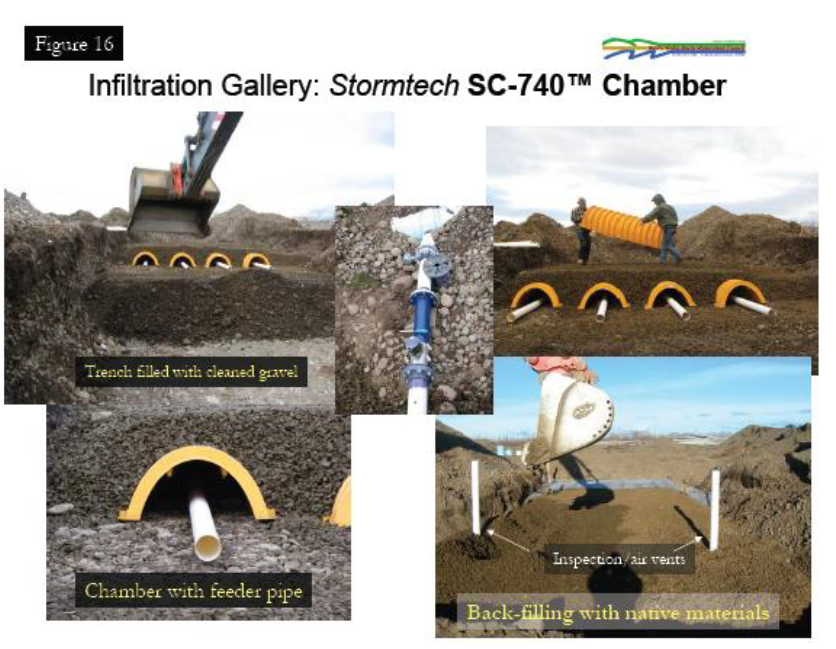 Figure 16
Infiltration Gallery: Stormtech SC-740™ Chamber
Trench filled with cleaned gravel
Chamber with feeder pipe
Inspection/air vents
Back-filling with native materials